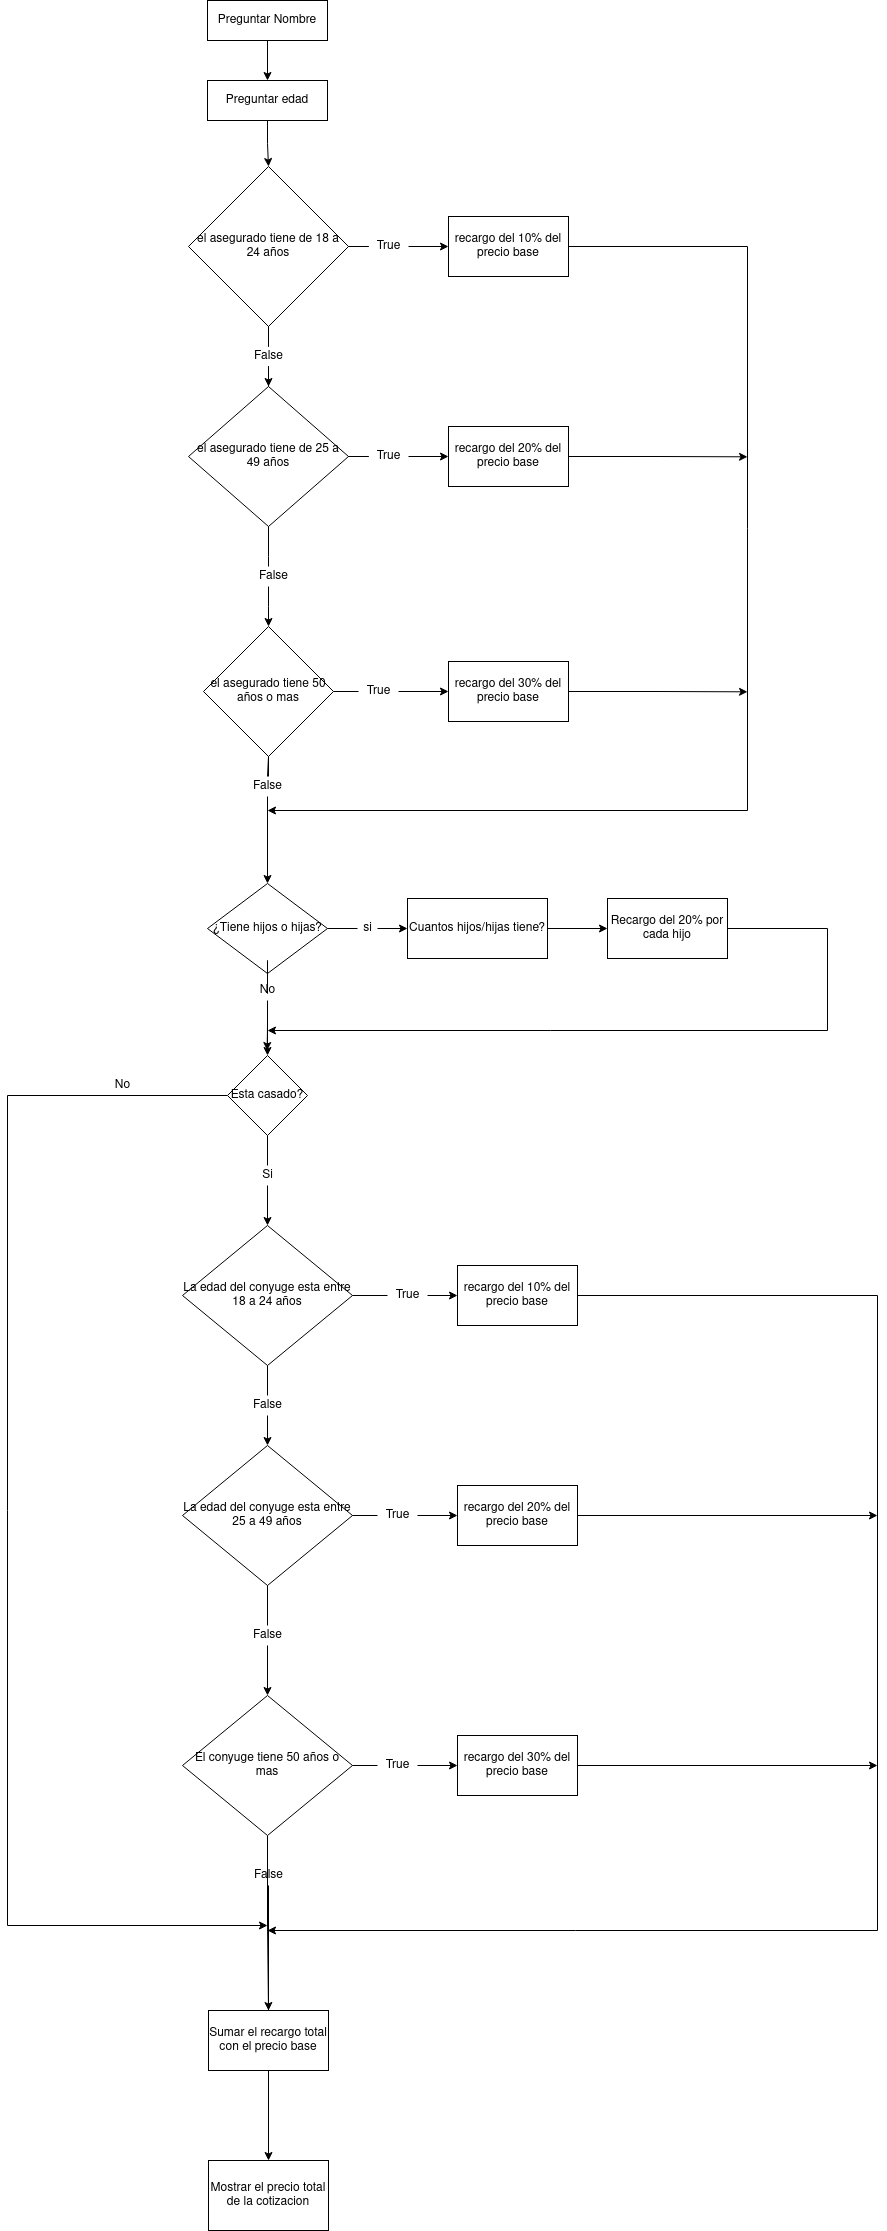 Preguntar Nombre
Preguntar edad
el asegurado tiene de 18 a
24 años
True
recargo del 10% del
precio base
False
el asegurado tiene de 25 a
49 años
True
recargo del 20% del
precio base
False
el asegurado tiene 50
años o mas
True
recargo del 30% del
precio base
False
¿Tiene hijos o hijas?
si
Cuantos hijos/hijas tiene?
Recargo del 20% por
cada hijo
No
No
Esta casado?
Si
La edad del conyuge esta entre
18 a 24 años
True
recargo del 10% del
precio base
False
La edad del conyuge esta entre
25 a 49 años
True
recargo del 20% del
precio base
False
El conyuge tiene 50 años o
mas
True
recargo del 30% del
precio base
False
Sumar el recargo total
con el precio base
Mostrar el precio total
de la cotizacion